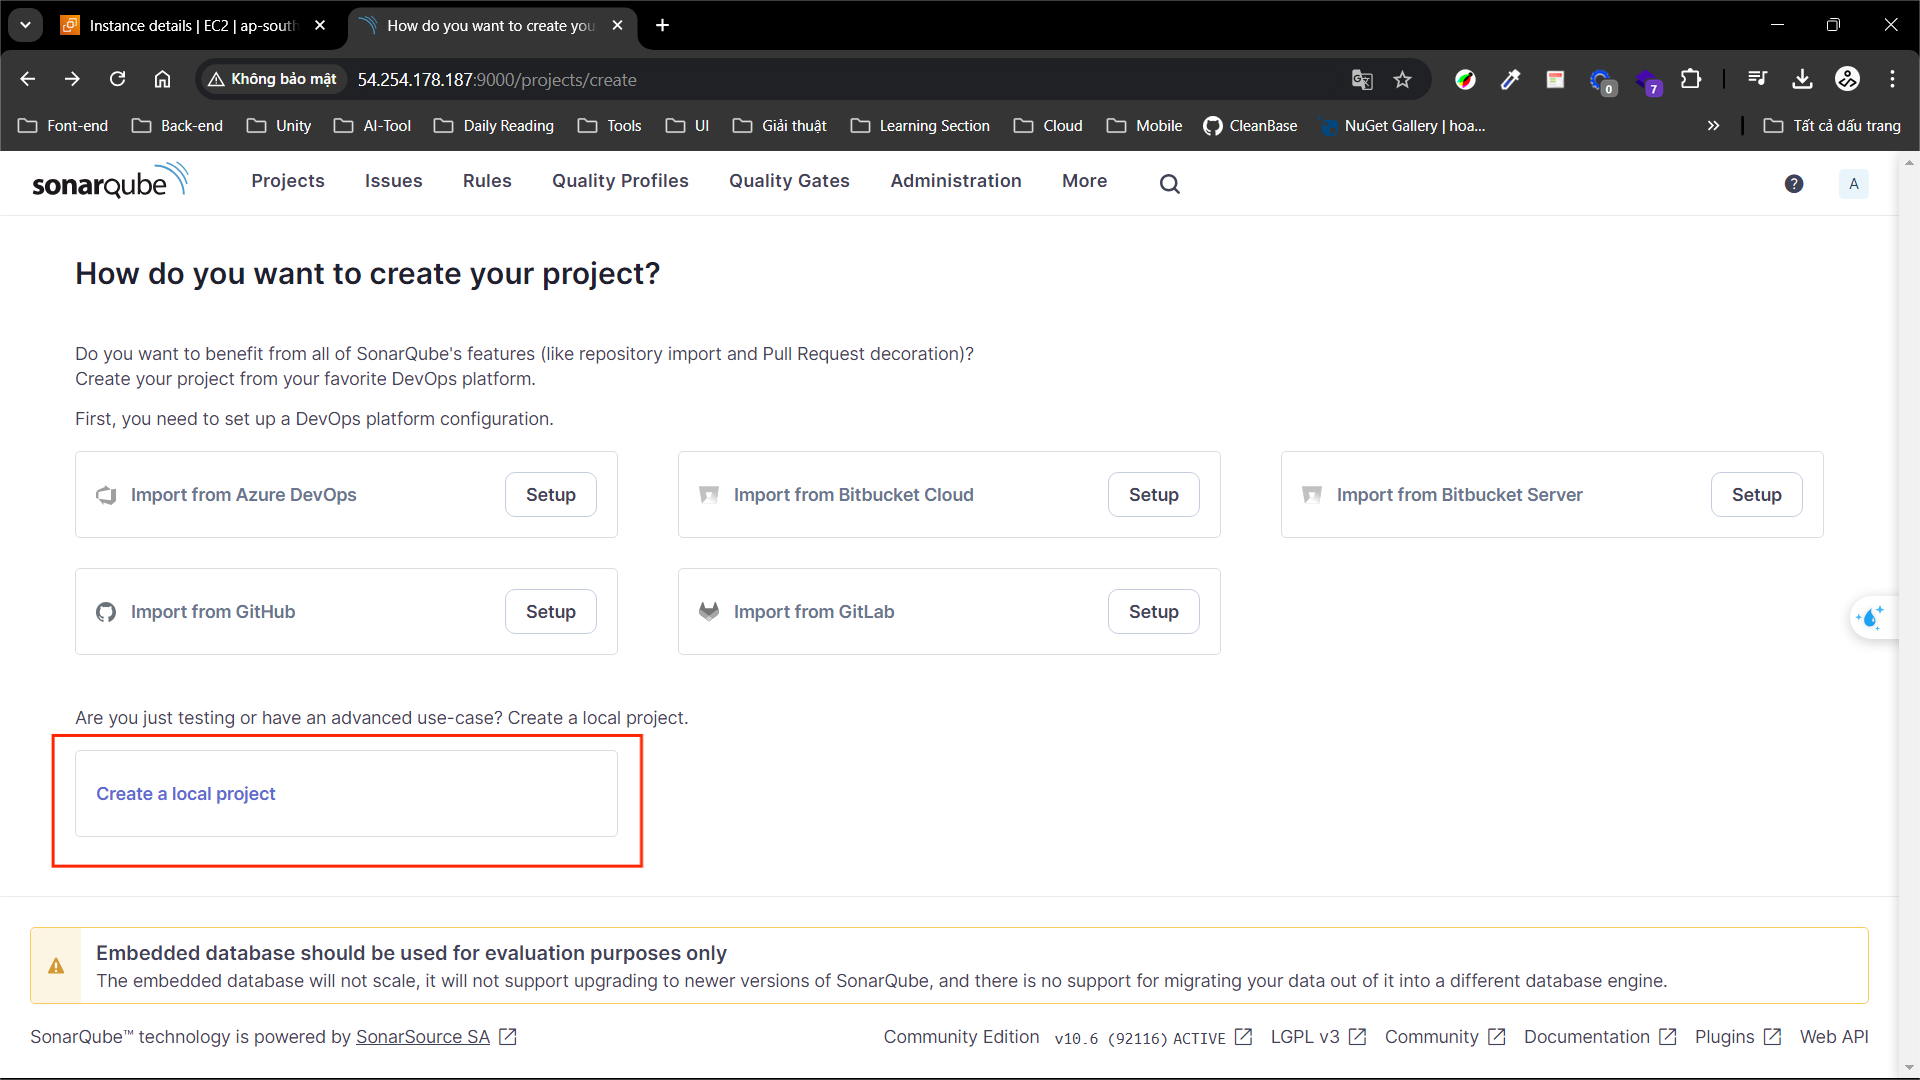 Instance details | EC2 | ap-south
How do you want to create you
Không bảo mật
54.254.178.187:9000/projects/create
0
7
Font-end
Back-end
Unity
AI-Tool
Daily Reading
Tools
UI
Giải thuật
Learning Section
Cloud
Mobile
CleanBase
NuGet Gallery | hoa...
Tất cả dấu trang
sonarqube
Projects
Issues
Rules
Quality Profiles
Quality Gates
Administration
More
?
A
How do you want to create your project?
Do you want to benefit from all of SonarQube's features (like repository import and Pull Request decoration)?
Create your project from your favorite DevOps platform.
First, you need to set up a DevOps platform configuration.
Import from Azure DevOps
Setup
Import from Bitbucket Cloud
Setup
Import from Bitbucket Server
Setup
Import from GitHub
Setup
Import from GitLab
Setup
Are you just testing or have an advanced use-case? Create a local project.
Create a local project
Embedded database should be used for evaluation purposes only
The embedded database will not scale, it will not support upgrading to newer versions of SonarQube, and there is no support for migrating your data out of it into a different database engine.
SonarQube™ technology is powered by SonarSource SA
Community Edition
v10.6 (92116) ACTIVE
LGPL v3
Community
Documentation
Plugins
Web API